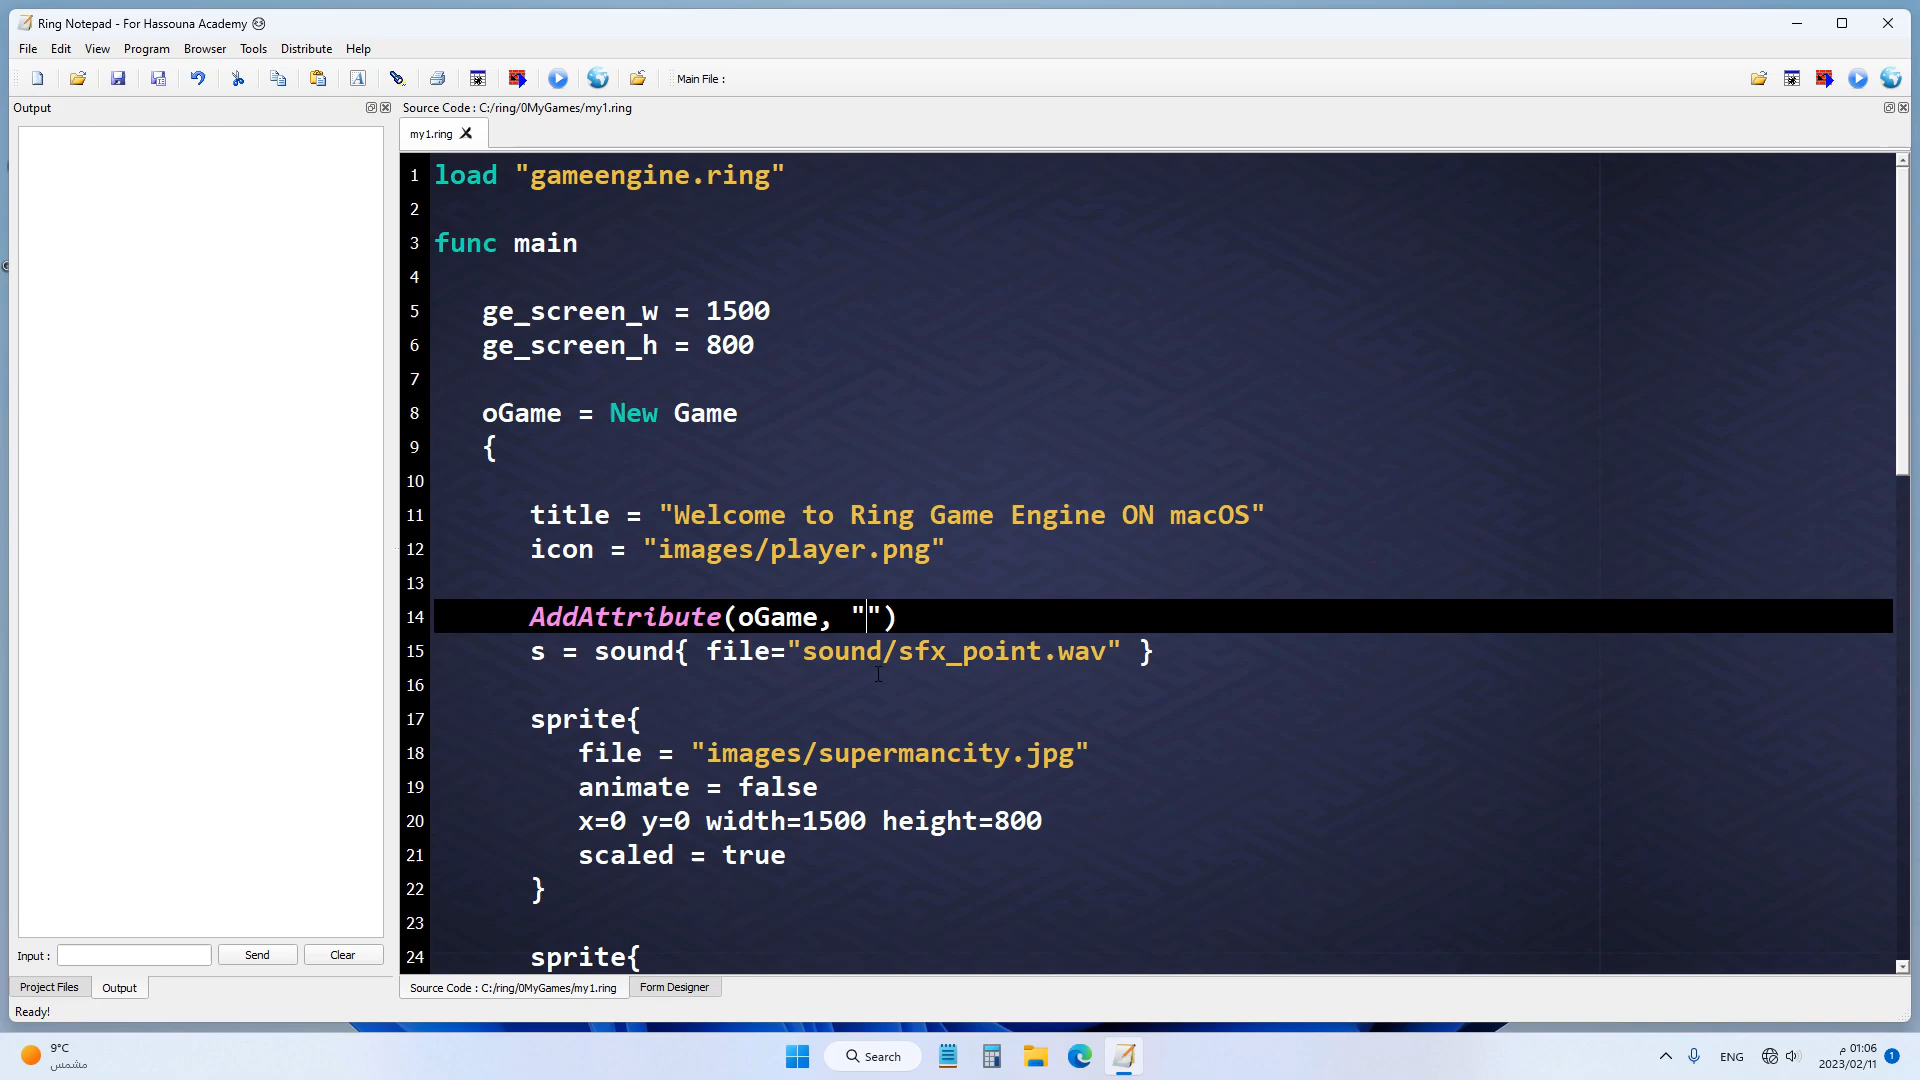 Ring Notepad - For Hassouna Academy
File Edit View Program Browser Tools Distribute Help
Main File :
Output
Source Code : C:/ring/0MyGames/my1.ring
my1.ring
1 load "gameengine.ring"
2
3 func main
4
5 ge_screen_w = 1500
6 ge_screen_h = 800
7
8 oGame = New Game
9 {
10
11 title = "Welcome to Ring Game Engine ON macOS"
12 icon = "images/player.png"
13
14 AddAttribute(oGame, "")
15 s = sound{ file="sound/sfx_point.wav" }
16
17 sprite{
18 file = "images/supermancity.jpg"
19 animate = false
20 x=0 y=0 width=1500 height=800
21 scaled = true
22 }
23
24 sprite{
Input : Send Clear
Project Files Output
Source Code : C:/ring/0MyGames/my1.ring Form Designer
Ready!
9°C
مشمس
Search
ENG
01:06 م
2023/02/11
1